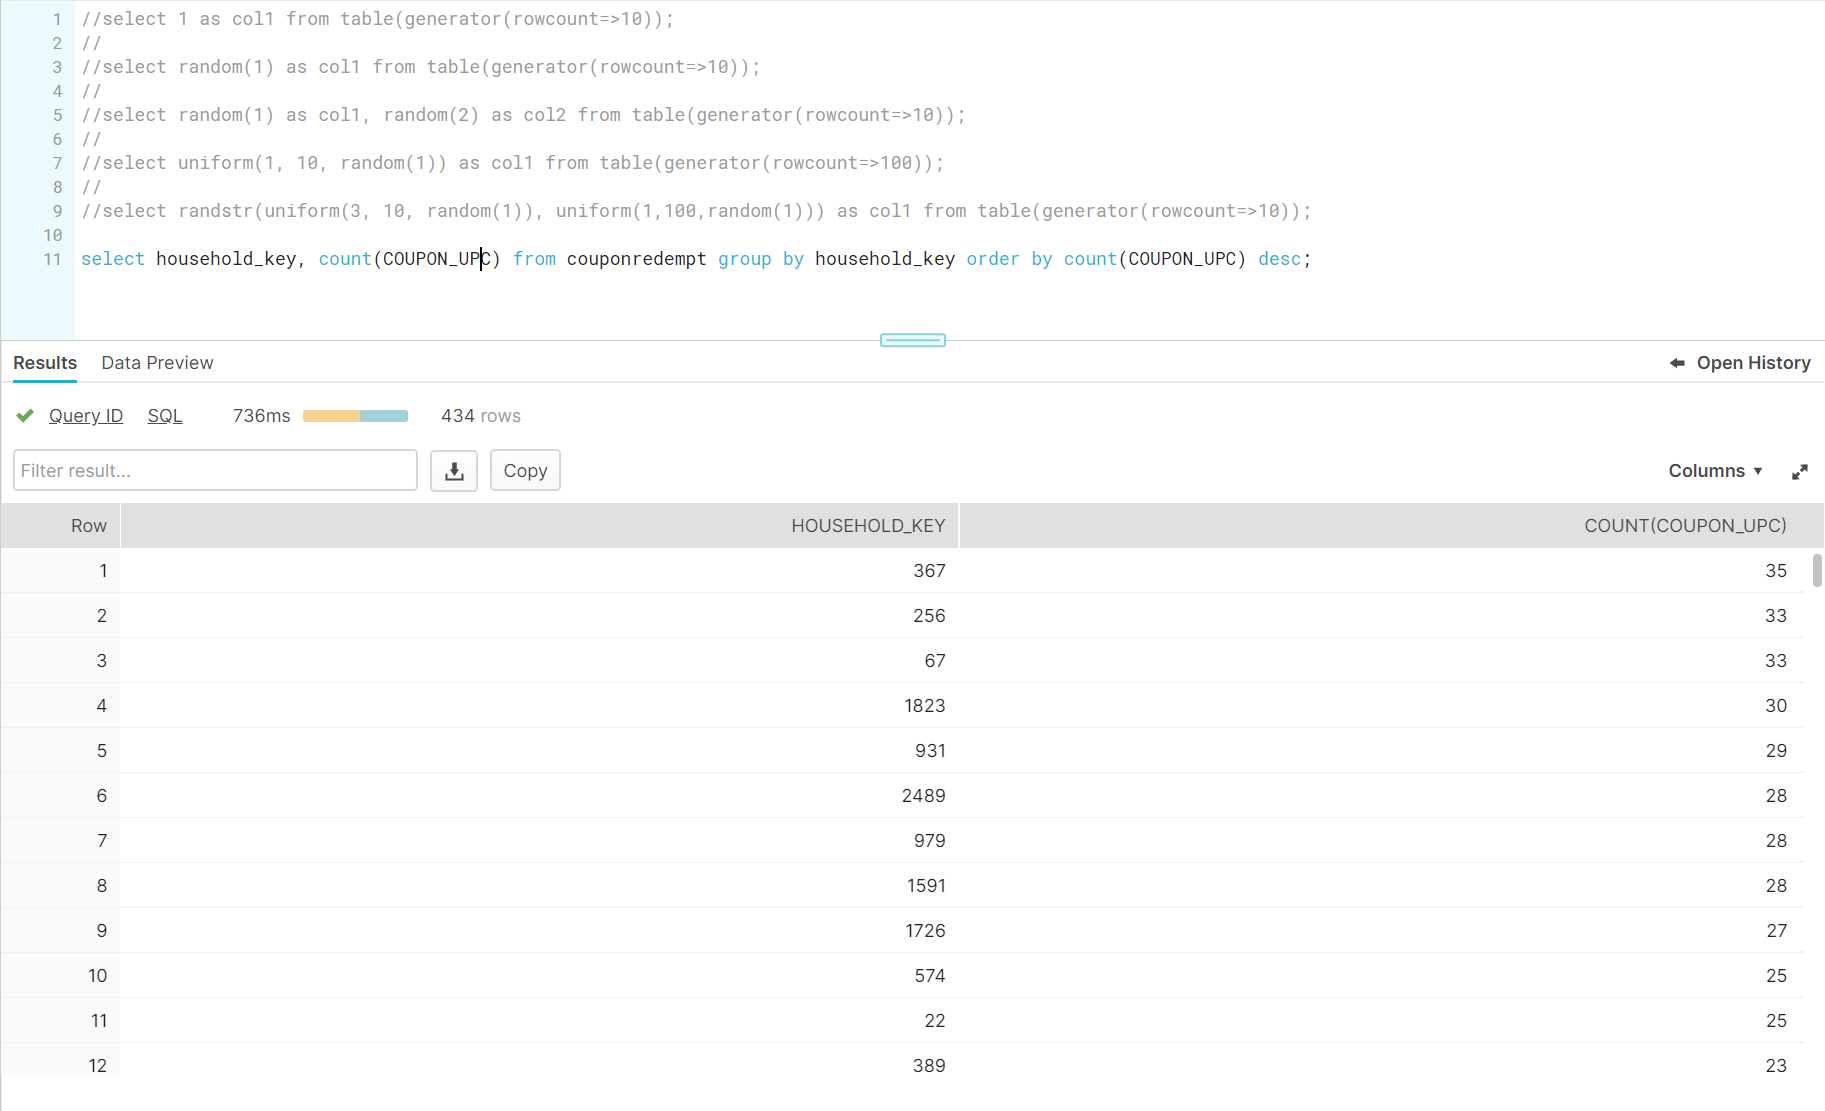 1 //select 1 as col1 from table(generator(rowcount=>10));
2 //
3 //select random(1) as col1 from table(generator(rowcount=>10));
4 //
5 //select random(1) as col1, random(2) as col2 from table(generator(rowcount=>10));
6 //
7 //select uniform(1, 10, random(1)) as col1 from table(generator(rowcount=>100));
8 //
9 //select randstr(uniform(3, 10, random(1)), uniform(1,100,random(1))) as col1 from table(generator(rowcount=>10));
10
11 select household_key, count(COUPON_UPC) from couponredempt group by household_key order by count(COUPON_UPC) desc;
Results Data Preview Open History
Query ID SQL 736ms 434 rows
Filter result... Copy Columns
Row HOUSEHOLD_KEY COUNT(COUPON_UPC)
1 367 35
2 256 33
3 67 33
4 1823 30
5 931 29
6 2489 28
7 979 28
8 1591 28
9 1726 27
10 574 25
11 22 25
12 389 23